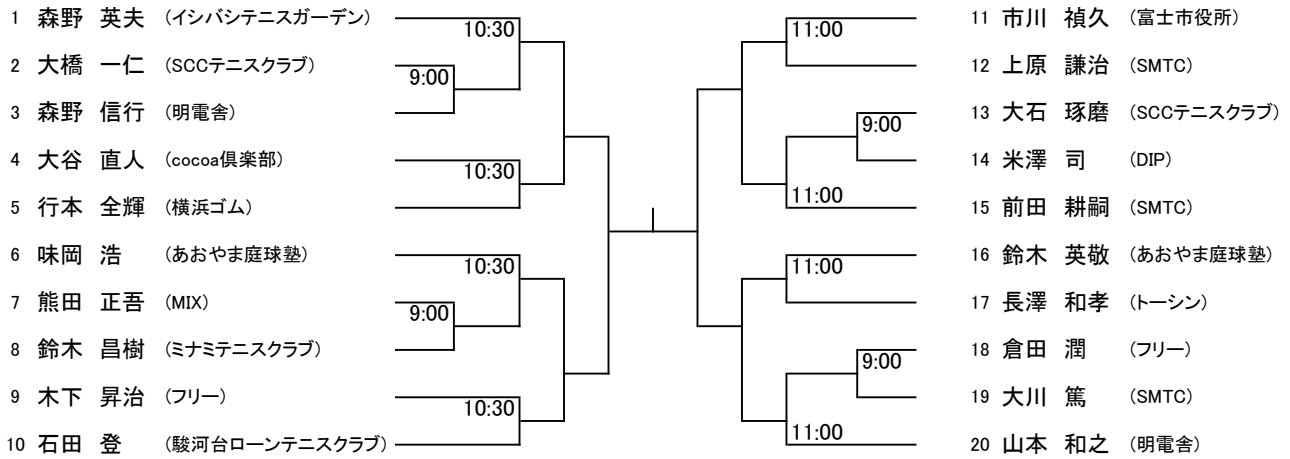 1 森野 英夫 (イシバシテニスガーデン)
10:30
2 大橋 一仁 (SCCテニスクラブ)
9:00
3 森野 信行 (明電舎)
4 大谷 直人 (cocoa倶楽部)
10:30
5 行本 全輝 (横浜ゴム)
6 味岡 浩 (あおやま庭球塾)
10:30
7 熊田 正吾 (MIX)
9:00
8 鈴木 昌樹 (ミナミテニスクラブ)
9 木下 昇治 (フリー)
10:30
10 石田 登 (駿河台ローンテニスクラブ)
11 市川 禎久 (富士市役所)
11:00
12 上原 謙治 (SMTC)
13 大石 琢磨 (SCCテニスクラブ)
9:00
14 米澤 司 (DIP)
11:00
15 前田 耕嗣 (SMTC)
16 鈴木 英敬 (あおやま庭球塾)
11:00
17 長澤 和孝 (トーシン)
18 倉田 潤 (フリー)
9:00
19 大川 篤 (SMTC)
11:00
20 山本 和之 (明電舎)